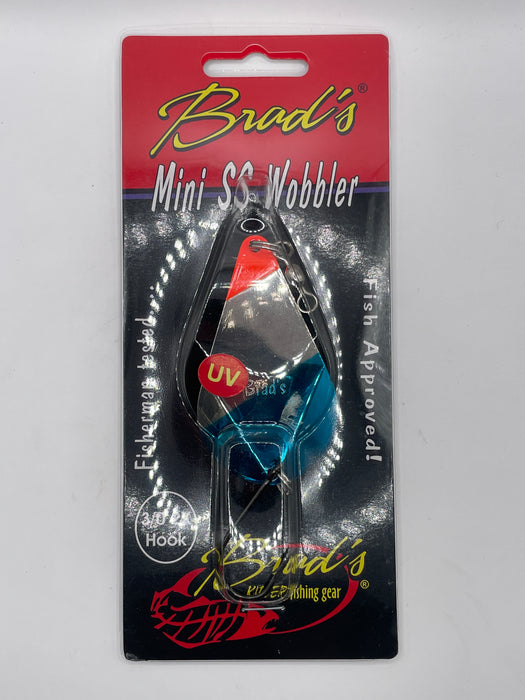 Brad's®
Mini SS Wobbler
Fisherman tested...
Fish Approved!
UV
Brad's
3/0
Hook
Brad's®
fishing gear